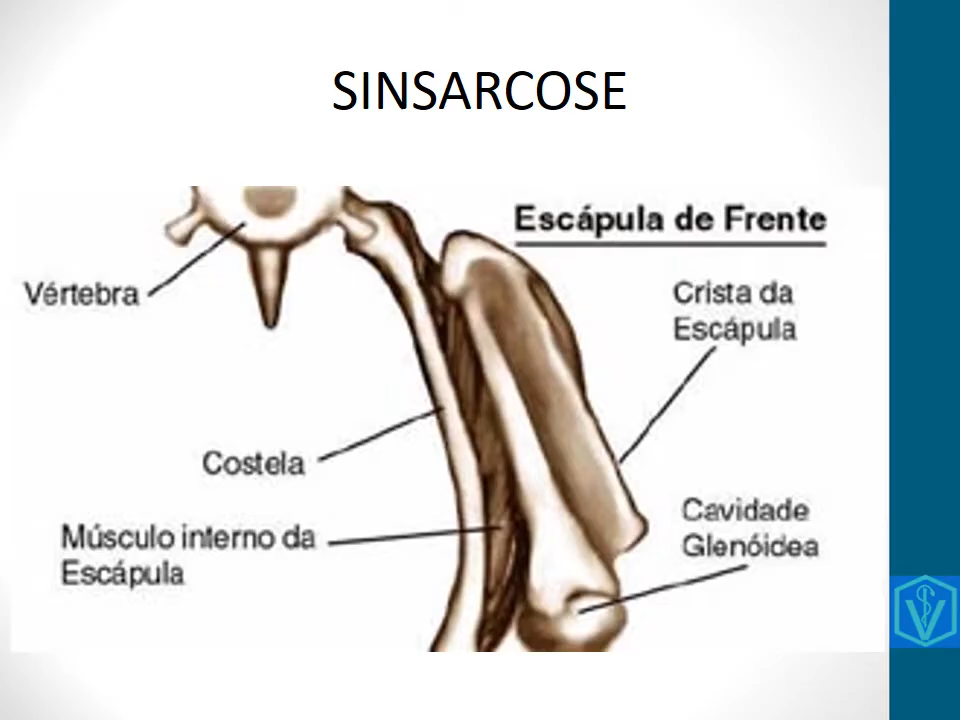 SINSARCOSE
Escápula de Frente
Vértebra
Crista da
Escápula
Costela
Cavidade
Glenóidea
Músculo interno da
Escápula